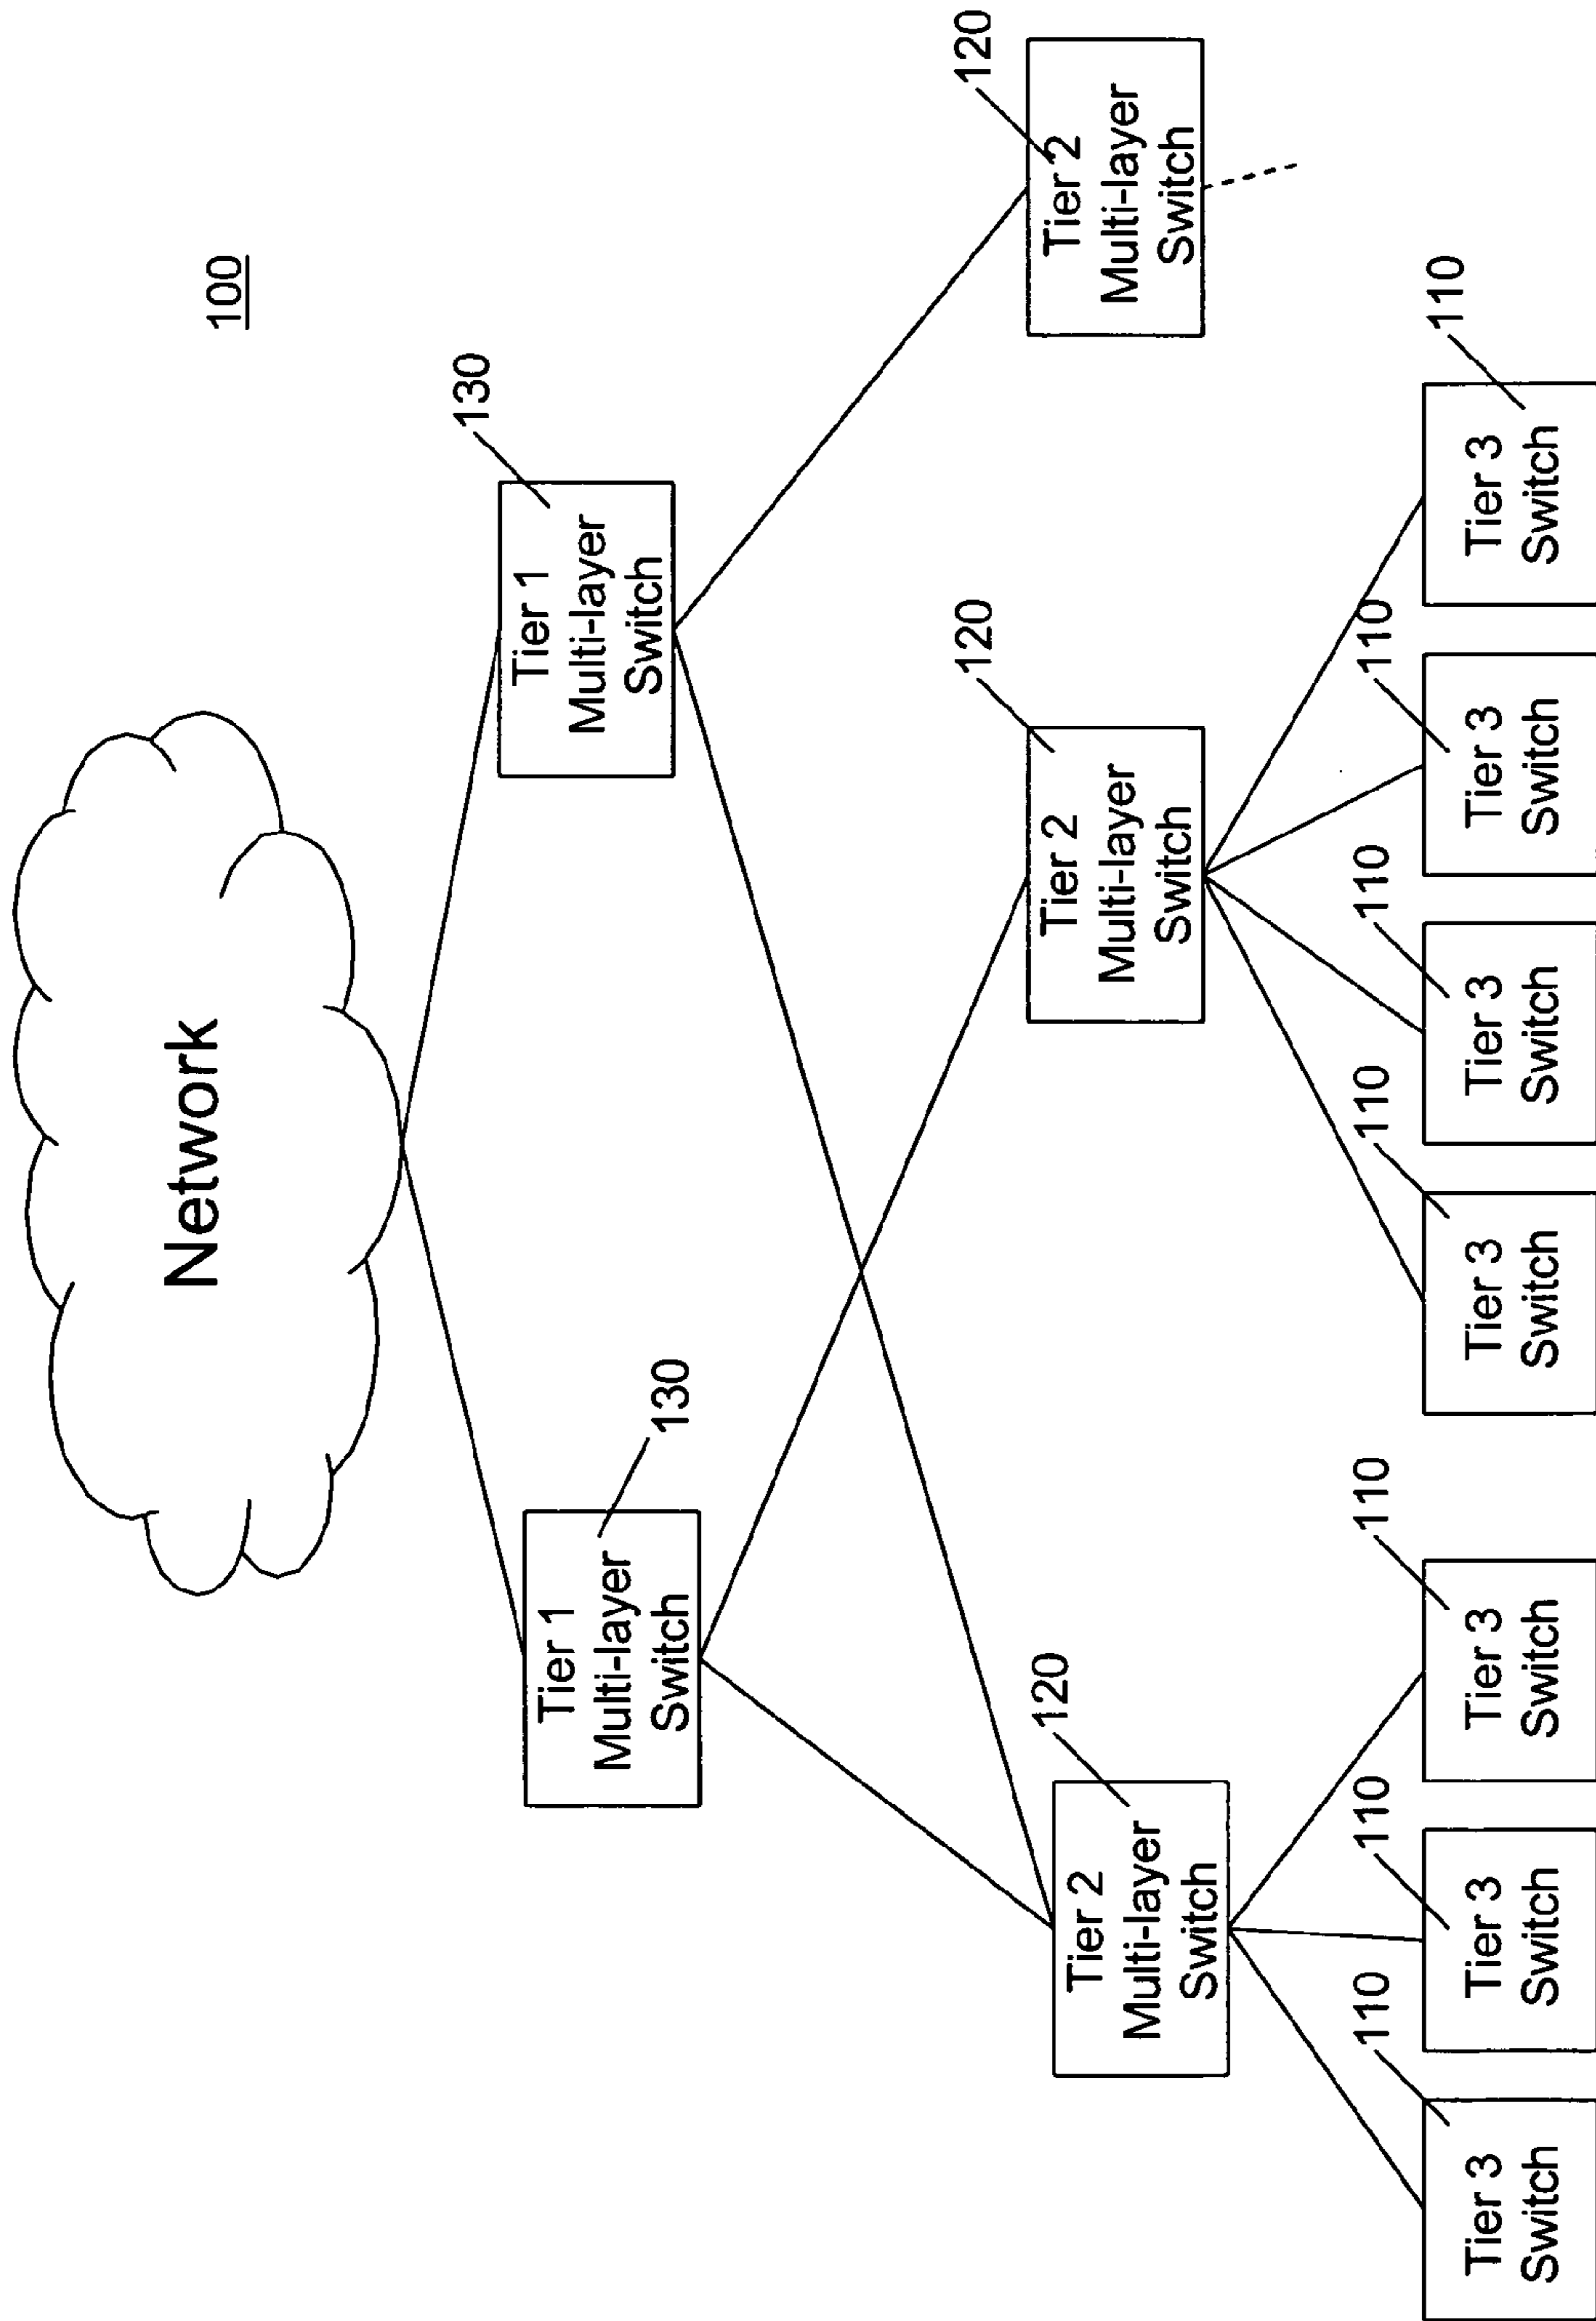 100
Network
130
Tier 1
Multi-layer
Switch
130
Tier 1
Multi-layer
Switch
120
Tier 2
Multi-layer
Switch
120
Tier 2
Multi-layer
Switch
120
Tier 2
Multi-layer
Switch
110
Tier 3
Switch
110
Tier 3
Switch
110
Tier 3
Switch
110
Tier 3
Switch
110
Tier 3
Switch
110
Tier 3
Switch
110
Tier 3
Switch